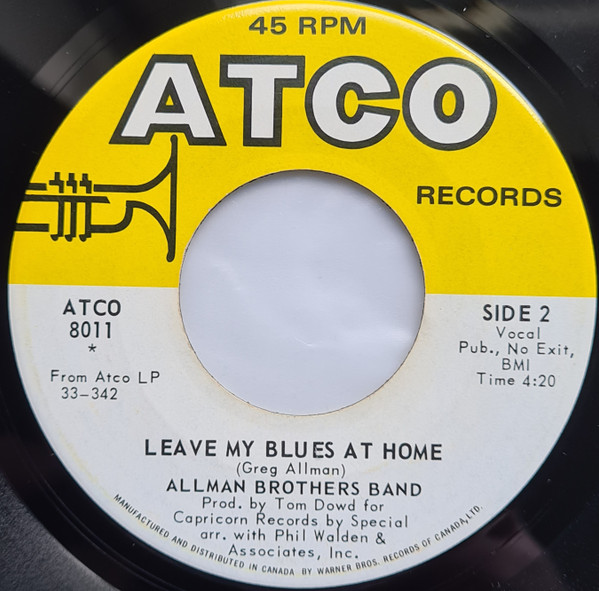 45 RPM
ATCO
RECORDS
ATCO
8011
*
From Atco LP
33-342
SIDE 2
Vocal
Pub., No Exit,
BMI
Time 4:20
LEAVE MY BLUES AT HOME
(Greg Allman)
ALLMAN BROTHERS BAND
Prod. by Tom Dowd for
Capricorn Records by Special
arr. with Phil Walden &
Associates, Inc.
MANUFACTURED AND DISTRIBUTED IN CANADA BY WARNER BROS. RECORDS OF CANADA, LTD.